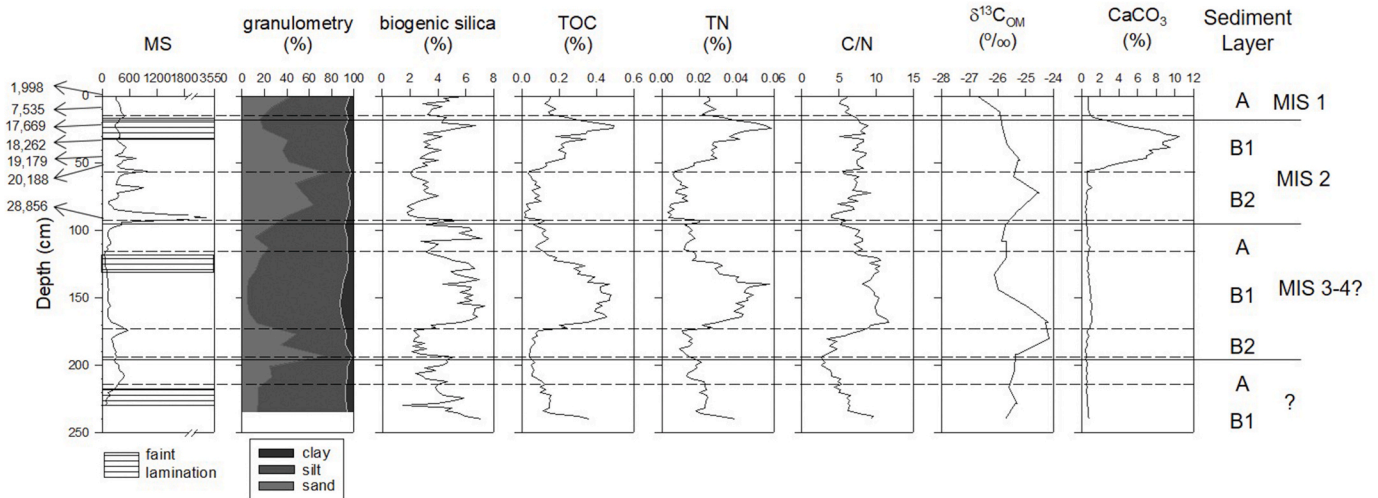 MS
granulometry
(%)
biogenic silica
(%)
TOC
(%)
TN
(%)
C/N
δ¹³C_OM
(º/∞)
CaCO₃
(%)
Sediment
Layer
0 600 1200 1800 3550
0 20 40 60 80 100
0 2 4 6 8
0.0 0.2 0.4 0.6
0.00 0.02 0.04 0.06
0 5 10 15
-28 -27 -26 -25 -24
0 2 4 6 8 10 12
1,998
7,535
17,669
18,262
19,179
20,188
28,856
Depth (cm)
0
50
100
150
200
250
A
B1
B2
A
B1
B2
A
B1
MIS 1
MIS 2
MIS 3-4?
?
faint
lamination
clay
silt
sand